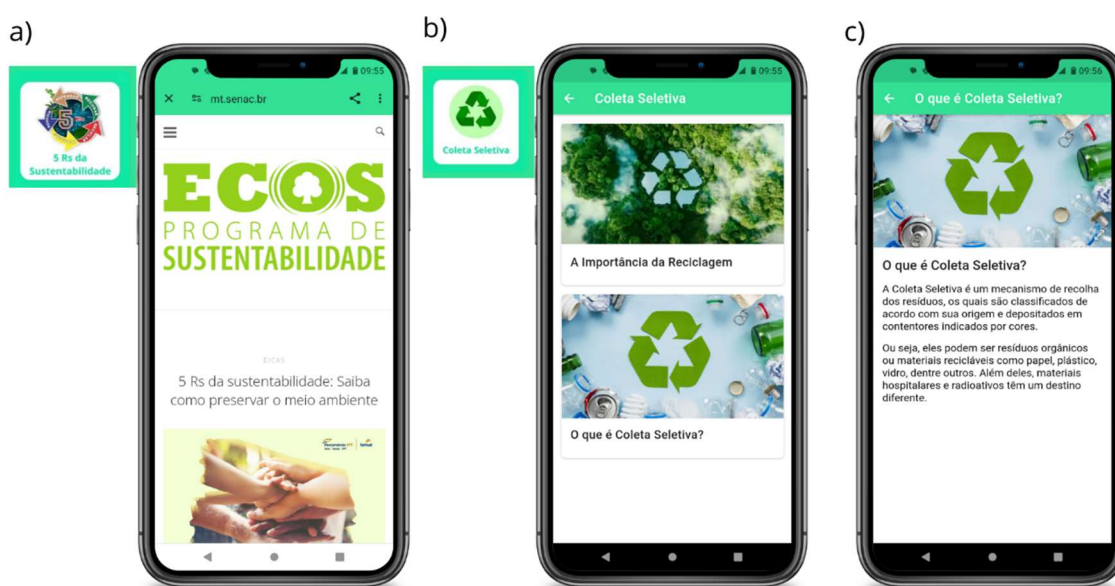 a)
5
5 Rs da
Sustentabilidade
09:55
mt.senac.br
ECOS
PROGRAMA DE
SUSTENTABILIDADE
DICAS
5 Rs da sustentabilidade: Saiba
como preservar o meio ambiente
b)
Coleta Seletiva
09:55
Coleta Seletiva
A Importância da Reciclagem
O que é Coleta Seletiva?
c)
09:56
O que é Coleta Seletiva?
O que é Coleta Seletiva?
A Coleta Seletiva é um mecanismo de recolha
dos resíduos, os quais são classificados de
acordo com sua origem e depositados em
contentores indicados por cores.
Ou seja, eles podem ser resíduos orgânicos
ou materiais recicláveis como papel, plástico,
vidro, dentre outros. Além deles, materiais
hospitalares e radioativos têm um destino
diferente.